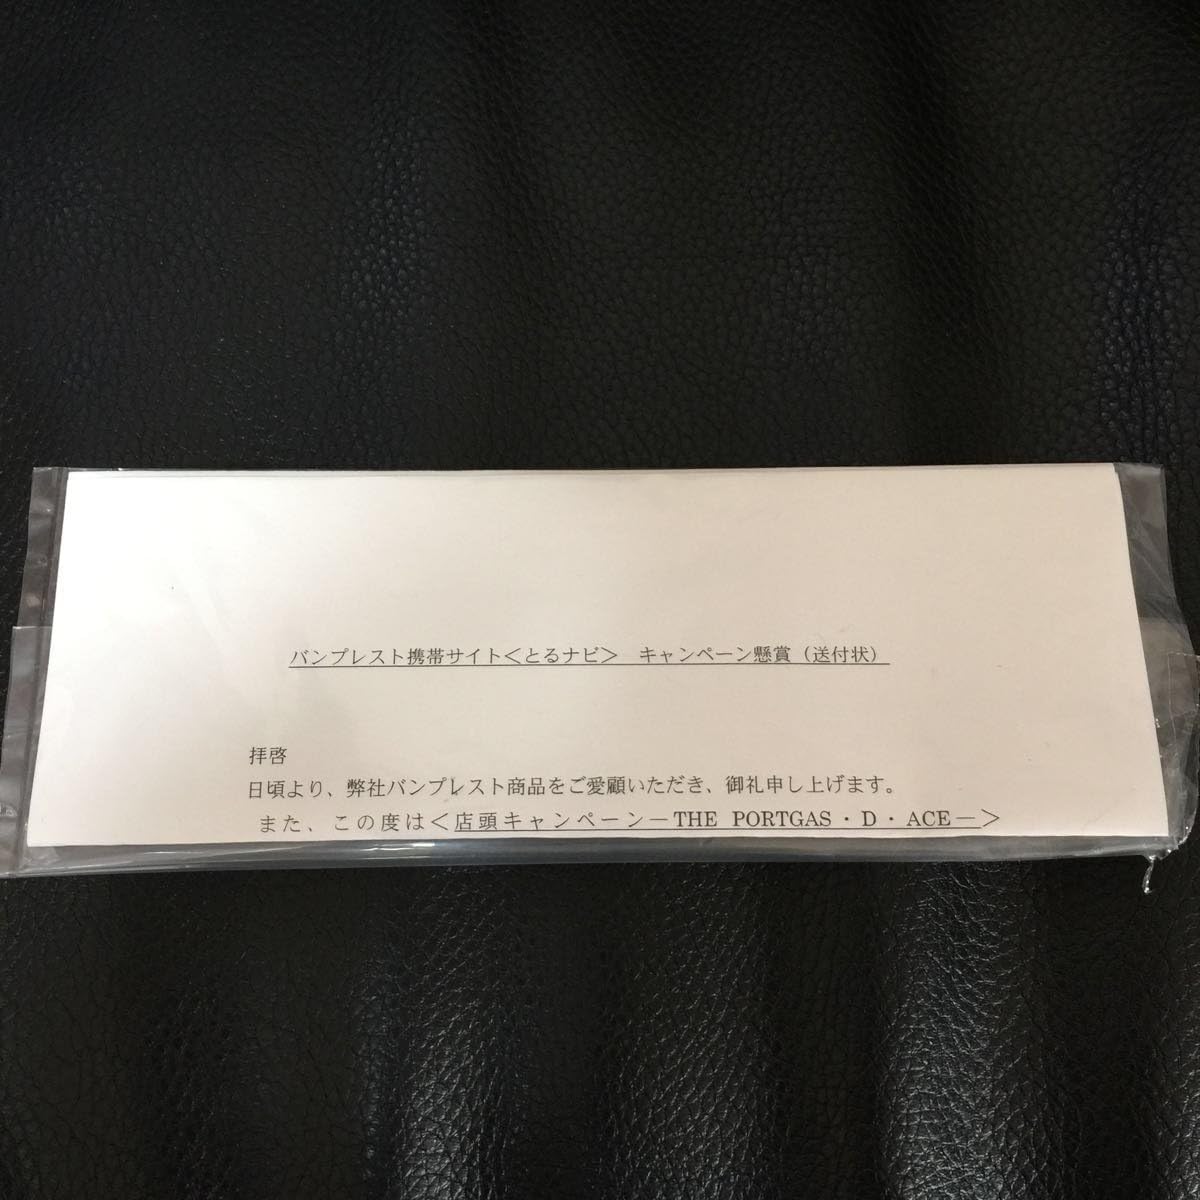 バンプレスト携帯サイト<とるナビ>　キャンペーン懸賞（送付状）
拝啓
日頃より、弊社バンプレスト商品をご愛顧いただき、御礼申し上げます。
また、この度は<店頭キャンペーン－THE PORTGAS・D・ACE－>